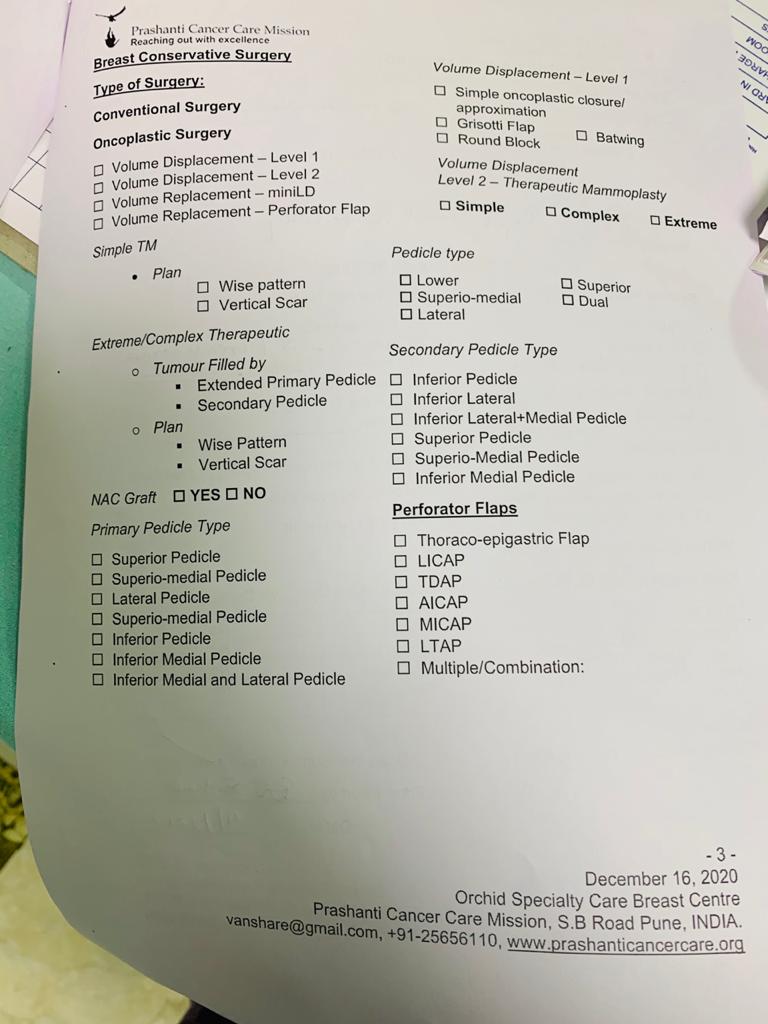 Prashanti Cancer Care Mission
Reaching out with excellence
Breast Conservative Surgery
Type of Surgery:
Conventional Surgery
Oncoplastic Surgery
☐ Volume Displacement – Level 1
☐ Volume Displacement – Level 2
☐ Volume Replacement – miniLD
☐ Volume Replacement – Perforator Flap
Volume Displacement – Level 1
☐ Simple oncoplastic closure/
approximation
☐ Grisotti Flap
☐ Round Block ☐ Batwing
Volume Displacement
Level 2 – Therapeutic Mammoplasty
☐ Simple ☐ Complex ☐ Extreme
Simple TM
• Plan
☐ Wise pattern
☐ Vertical Scar
Pedicle type
☐ Lower ☐ Superior
☐ Superio-medial ☐ Dual
☐ Lateral
Extreme/Complex Therapeutic
o Tumour Filled by
▪ Extended Primary Pedicle
▪ Secondary Pedicle
o Plan
▪ Wise Pattern
▪ Vertical Scar
NAC Graft ☐ YES ☐ NO
Secondary Pedicle Type
☐ Inferior Pedicle
☐ Inferior Lateral
☐ Inferior Lateral+Medial Pedicle
☐ Superior Pedicle
☐ Superio-Medial Pedicle
☐ Inferior Medial Pedicle
Primary Pedicle Type
☐ Superior Pedicle
☐ Superio-medial Pedicle
☐ Lateral Pedicle
☐ Superio-medial Pedicle
☐ Inferior Pedicle
☐ Inferior Medial Pedicle
☐ Inferior Medial and Lateral Pedicle
Perforator Flaps
☐ Thoraco-epigastric Flap
☐ LICAP
☐ TDAP
☐ AICAP
☐ MICAP
☐ LTAP
☐ Multiple/Combination:
- 3 -
December 16, 2020
Orchid Specialty Care Breast Centre
Prashanti Cancer Care Mission, S.B Road Pune, INDIA.
vanshare@gmail.com, +91-25656110, www.prashanticancercare.org